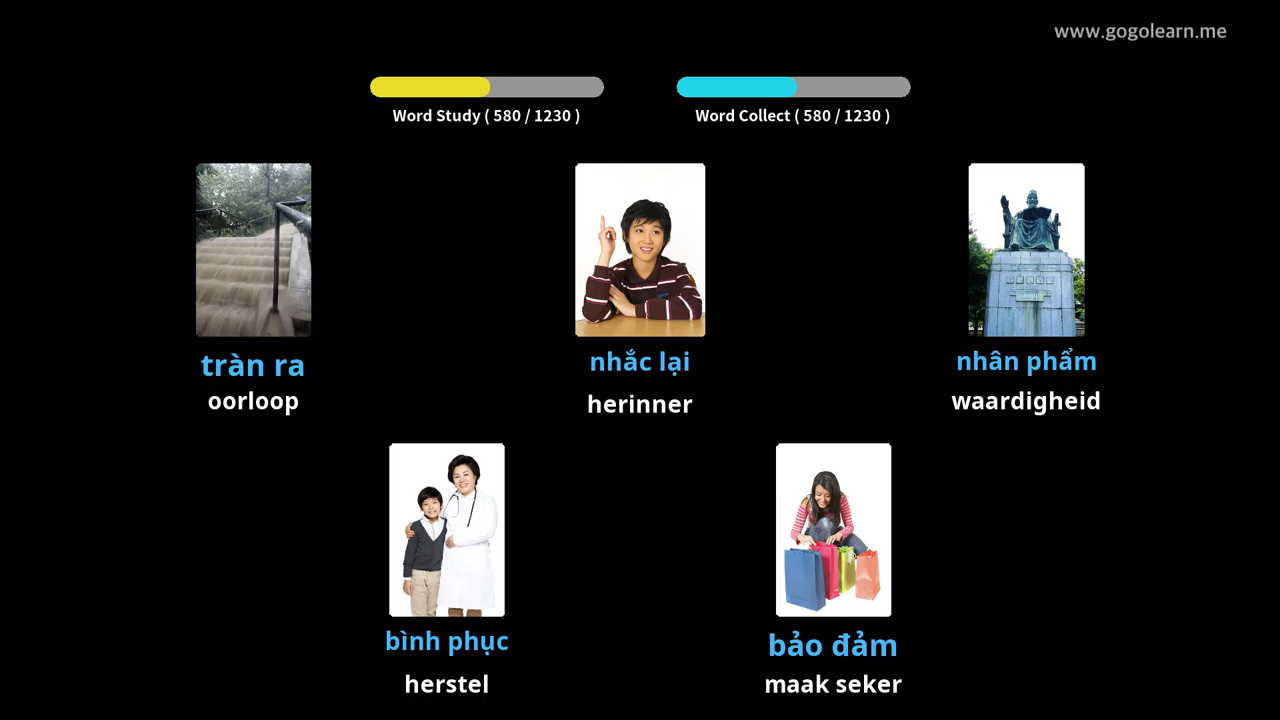 www.gogolearn.me
Word Study ( 580 / 1230 )
Word Collect ( 580 / 1230 )
tràn ra
oorloop
nhắc lại
herinner
nhân phẩm
waardigheid
bình phục
herstel
bảo đảm
maak seker